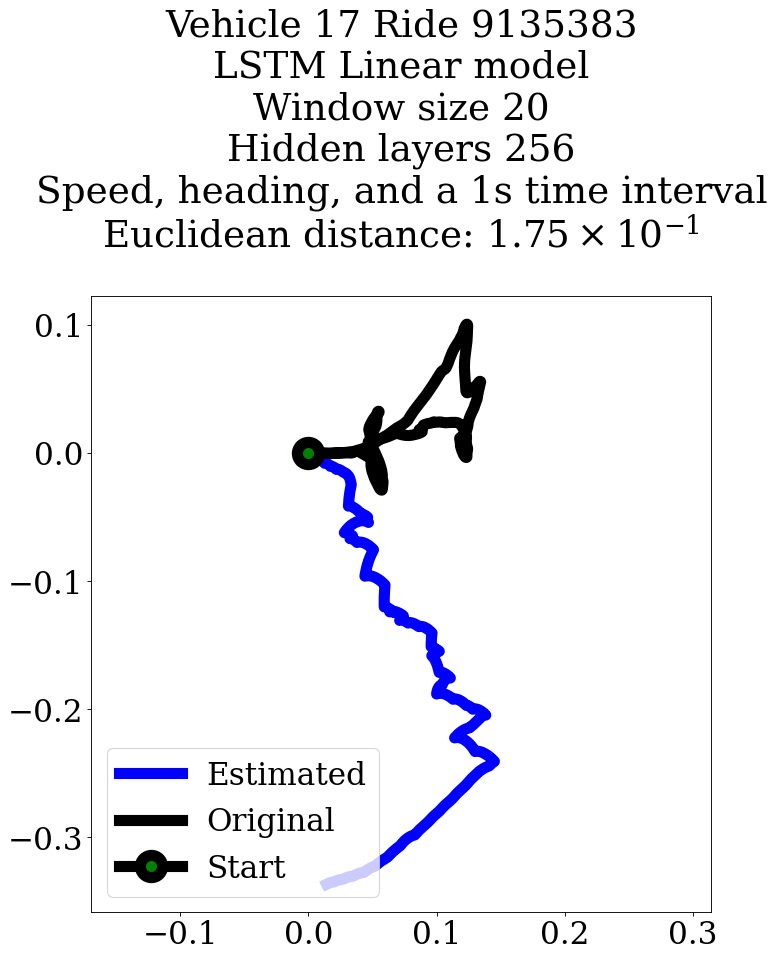 Vehicle 17 Ride 9135383
LSTM Linear model
Window size 20
Hidden layers 256
Speed, heading, and a 1s time interval
Euclidean distance: 1.75 × 10⁻¹
0.1
0.0
−0.1
−0.2
−0.3
Estimated
Original
Start
−0.1 0.0 0.1 0.2 0.3